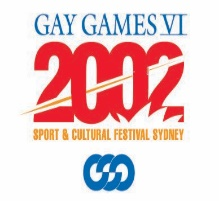 GAY GAMES VI
2002
SPORT & CULTURAL FESTIVAL SYDNEY